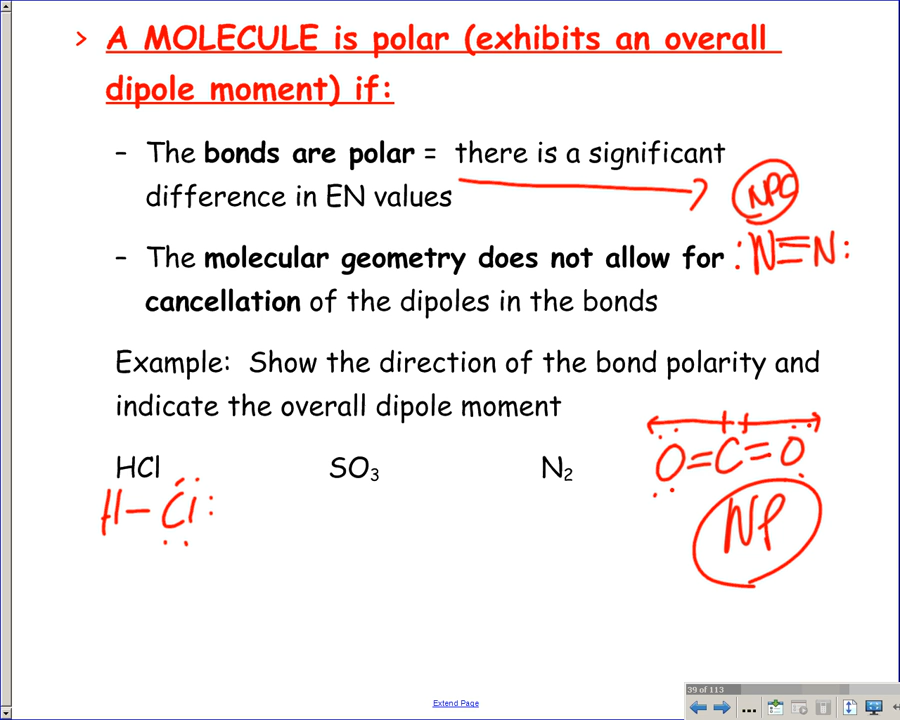 > A MOLECULE is polar (exhibits an overall
dipole moment) if:
– The bonds are polar = there is a significant
difference in EN values
NPC
– The molecular geometry does not allow for
:N≡N:
cancellation of the dipoles in the bonds
Example: Show the direction of the bond polarity and
indicate the overall dipole moment
O=C=O
HCl
SO₃
N₂
H–Cl:
NP
Extend Page
39 of 113